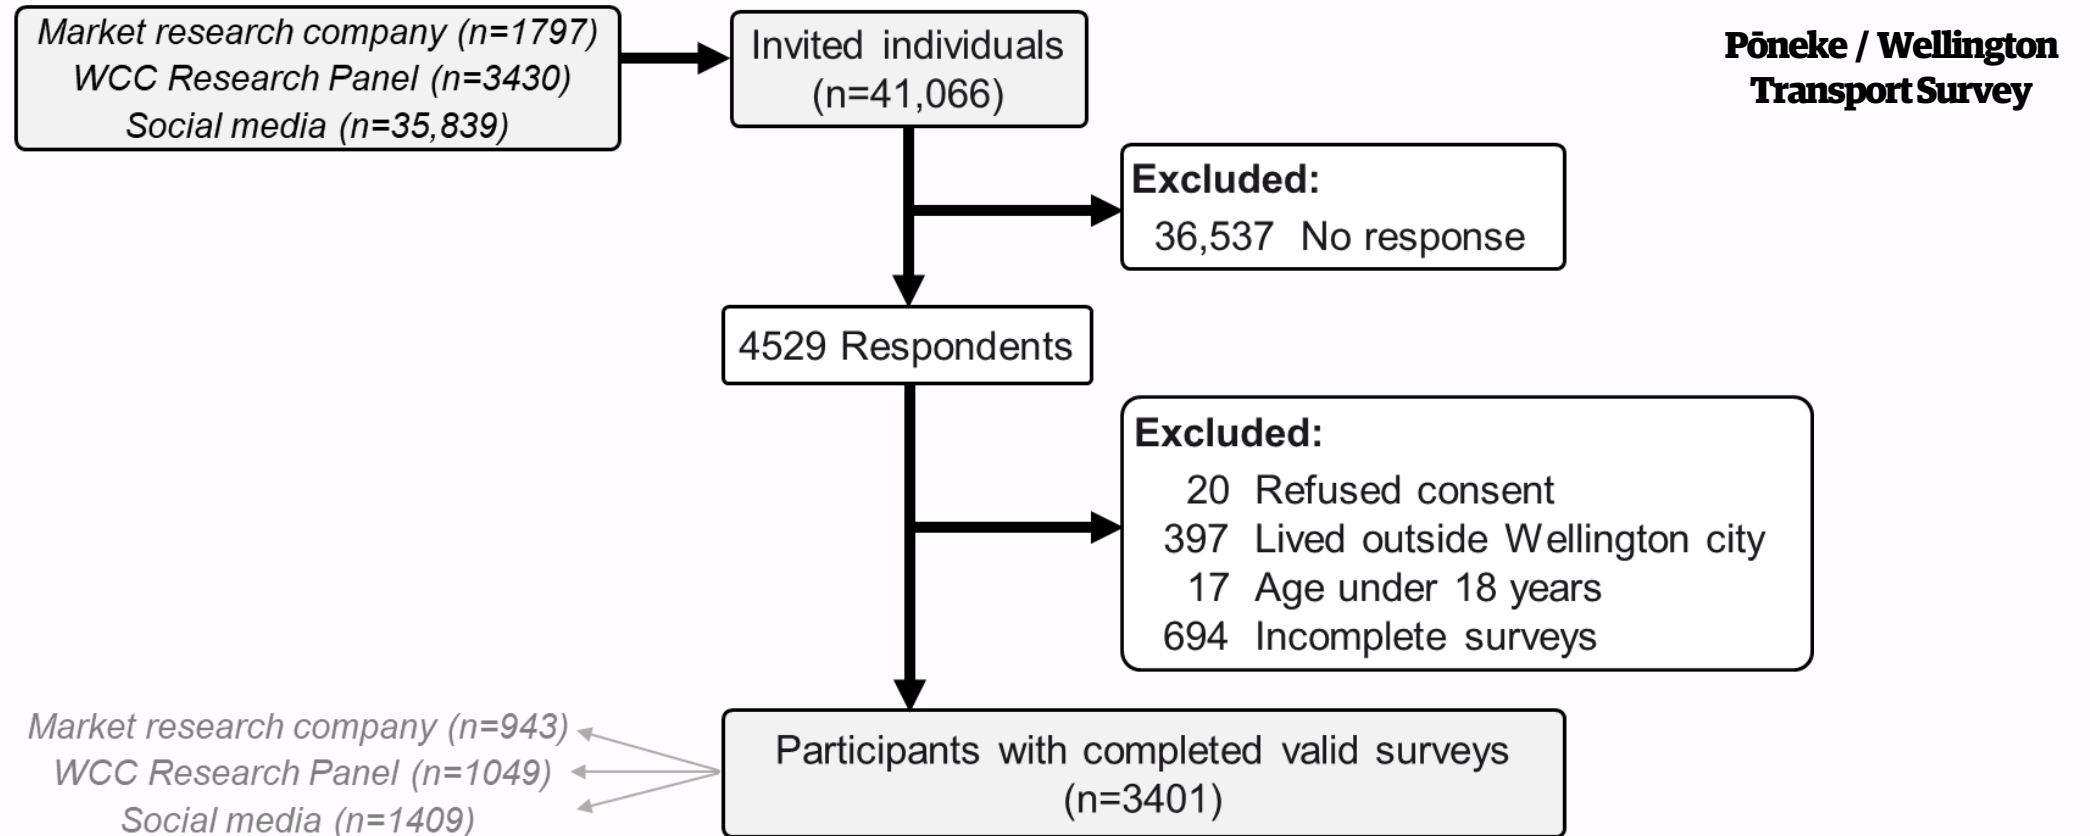 Market research company (n=1797)
WCC Research Panel (n=3430)
Social media (n=35,839)
Invited individuals
(n=41,066)
Pōneke / Wellington
Transport Survey
Excluded:
36,537 No response
4529 Respondents
Excluded:
20 Refused consent
397 Lived outside Wellington city
17 Age under 18 years
694 Incomplete surveys
Market research company (n=943)
WCC Research Panel (n=1049)
Social media (n=1409)
Participants with completed valid surveys
(n=3401)